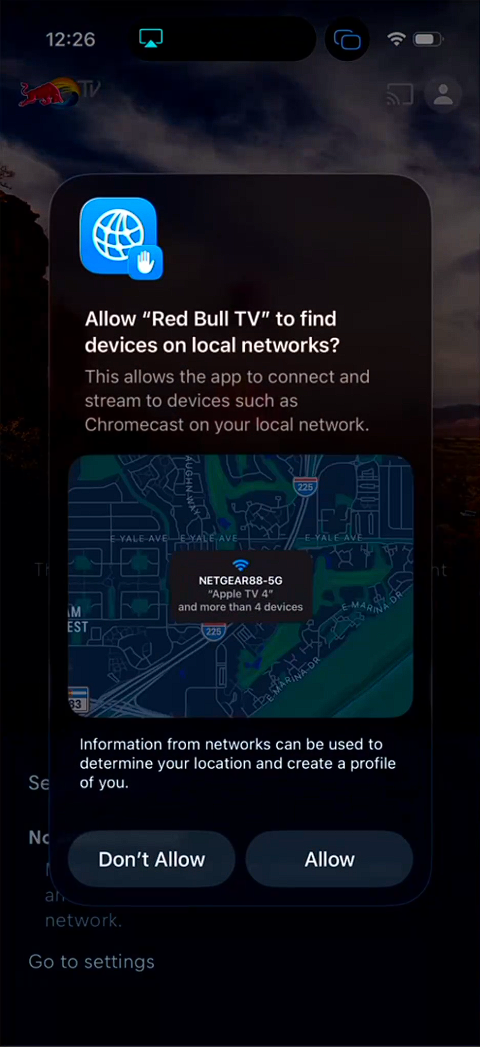 12:26
TV
Allow “Red Bull TV” to find
devices on local networks?
This allows the app to connect and
stream to devices such as
Chromecast on your local network.
225
E YALE AVE
E YALE AVE
E YALE AVE
NETGEAR88-5G
“Apple TV 4”
and more than 4 devices
E MARINA DR
AM
EST
225
E MARINA DR
83
Information from networks can be used to
determine your location and create a profile
of you.
Se
No
Don’t Allow
Allow
an
network.
Go to settings